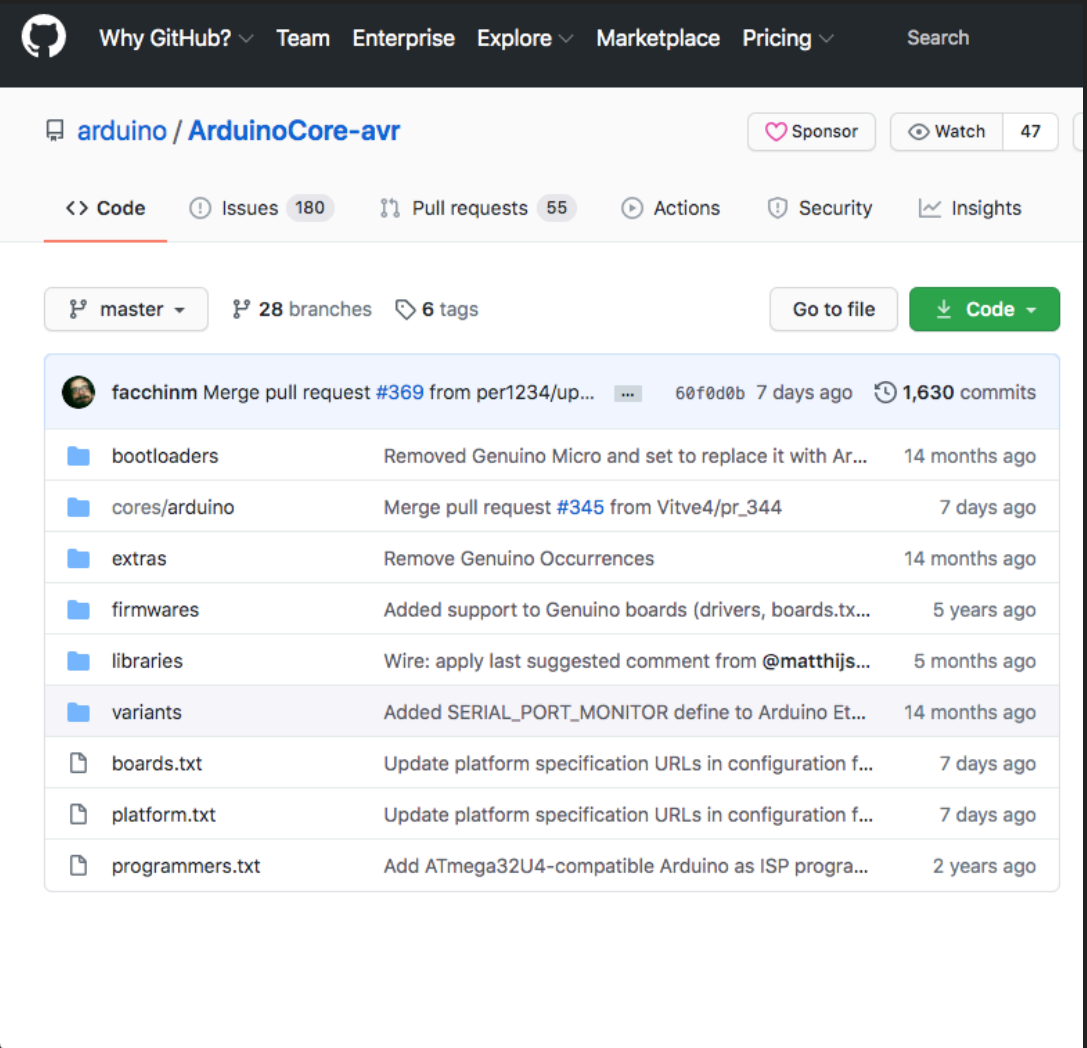 Why GitHub? Team Enterprise Explore Marketplace Pricing Search
arduino / ArduinoCore-avr Sponsor Watch 47
Code Issues 180 Pull requests 55 Actions Security Insights
master 28 branches 6 tags Go to file Code
facchinm Merge pull request #369 from per1234/up... ... 60f0d0b 7 days ago 1,630 commits
bootloaders Removed Genuino Micro and set to replace it with Ar... 14 months ago
cores/arduino Merge pull request #345 from Vitve4/pr_344 7 days ago
extras Remove Genuino Occurrences 14 months ago
firmwares Added support to Genuino boards (drivers, boards.tx... 5 years ago
libraries Wire: apply last suggested comment from @matthijs... 5 months ago
variants Added SERIAL_PORT_MONITOR define to Arduino Et... 14 months ago
boards.txt Update platform specification URLs in configuration f... 7 days ago
platform.txt Update platform specification URLs in configuration f... 7 days ago
programmers.txt Add ATmega32U4-compatible Arduino as ISP progra... 2 years ago